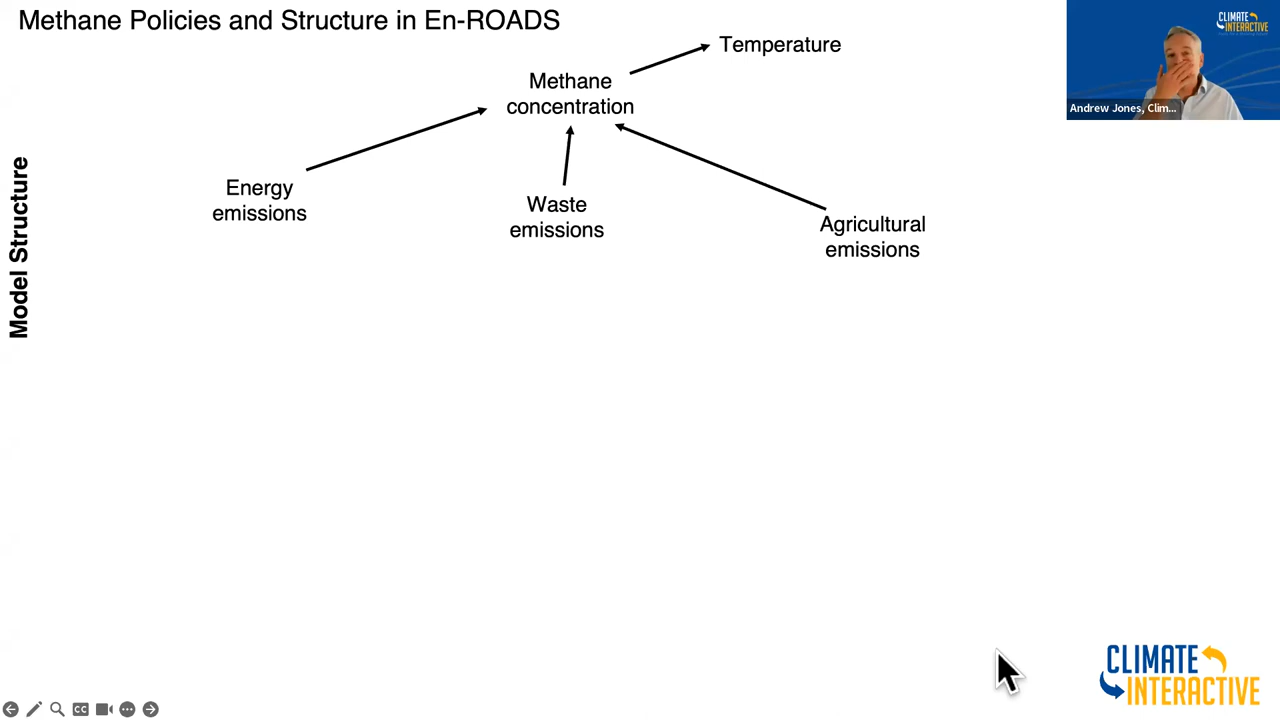 Methane Policies and Structure in En-ROADS
Temperature
Methane
concentration
Energy
emissions
Waste
emissions
Agricultural
emissions
Model Structure
CLIMATE
INTERACTIVE
Andrew Jones, Clim...
CC
CLIMATE
INTERACTIVE